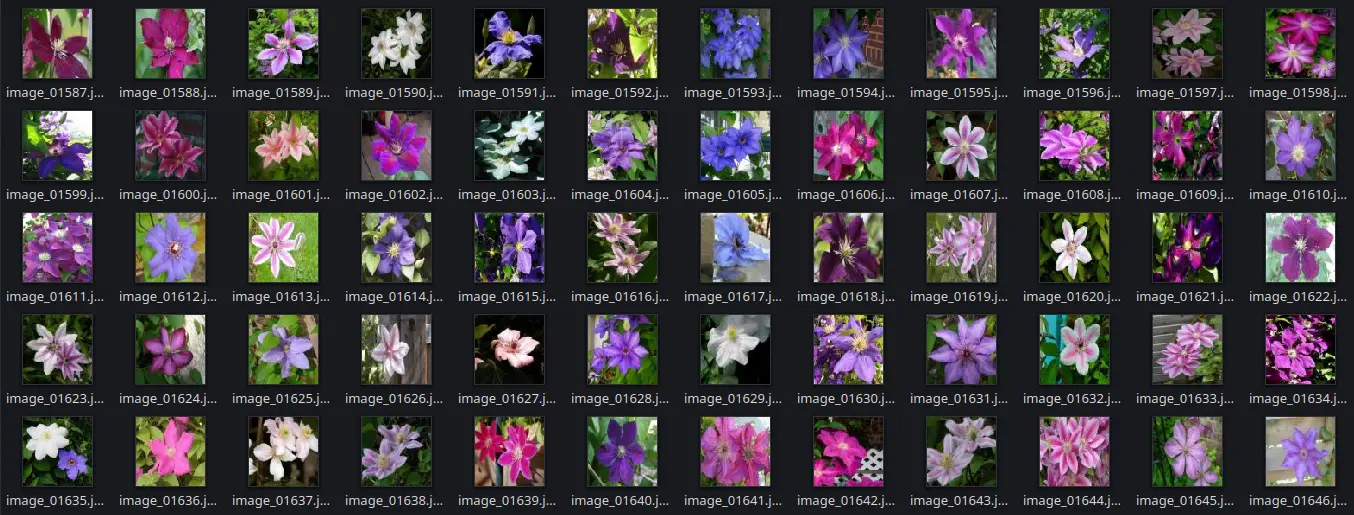 image_01587.j... image_01588.j... image_01589.j... image_01590.j... image_01591.j... image_01592.j... image_01593.j... image_01594.j... image_01595.j... image_01596.j... image_01597.j... image_01598.j...
image_01599.j... image_01600.j... image_01601.j... image_01602.j... image_01603.j... image_01604.j... image_01605.j... image_01606.j... image_01607.j... image_01608.j... image_01609.j... image_01610.j...
image_01611.j... image_01612.j... image_01613.j... image_01614.j... image_01615.j... image_01616.j... image_01617.j... image_01618.j... image_01619.j... image_01620.j... image_01621.j... image_01622.j...
image_01623.j... image_01624.j... image_01625.j... image_01626.j... image_01627.j... image_01628.j... image_01629.j... image_01630.j... image_01631.j... image_01632.j... image_01633.j... image_01634.j...
image_01635.j... image_01636.j... image_01637.j... image_01638.j... image_01639.j... image_01640.j... image_01641.j... image_01642.j... image_01643.j... image_01644.j... image_01645.j... image_01646.j...